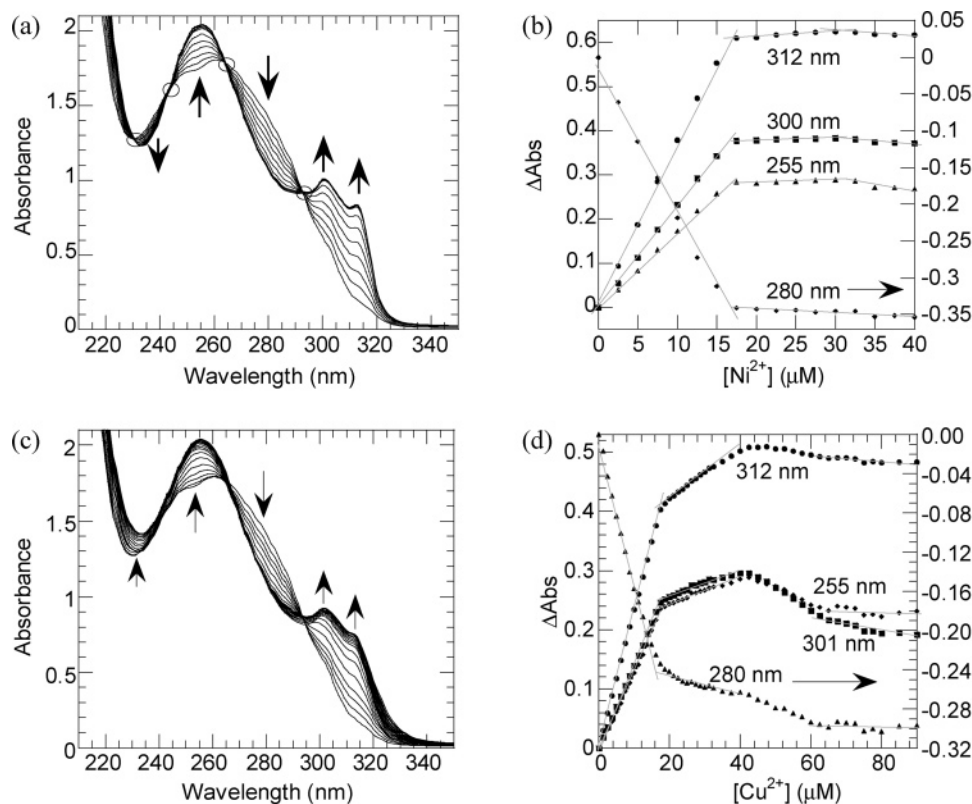 (a)
2
1.5
1
0.5
0
Absorbance
220 240 260 280 300 320 340
Wavelength (nm)
(b)
0.6
0.5
0.4
0.3
0.2
0.1
0
ΔAbs
312 nm
300 nm
255 nm
280 nm
0.05
0
-0.05
-0.1
-0.15
-0.2
-0.25
-0.3
-0.35
0 5 10 15 20 25 30 35 40
[Ni²⁺] (μM)
(c)
2
1.5
1
0.5
0
Absorbance
220 240 260 280 300 320 340
Wavelength (nm)
(d)
0.5
0.4
0.3
0.2
0.1
0
ΔAbs
312 nm
255 nm
301 nm
280 nm
0.00
-0.04
-0.08
-0.12
-0.16
-0.20
-0.24
-0.28
-0.32
0 20 40 60 80
[Cu²⁺] (μM)